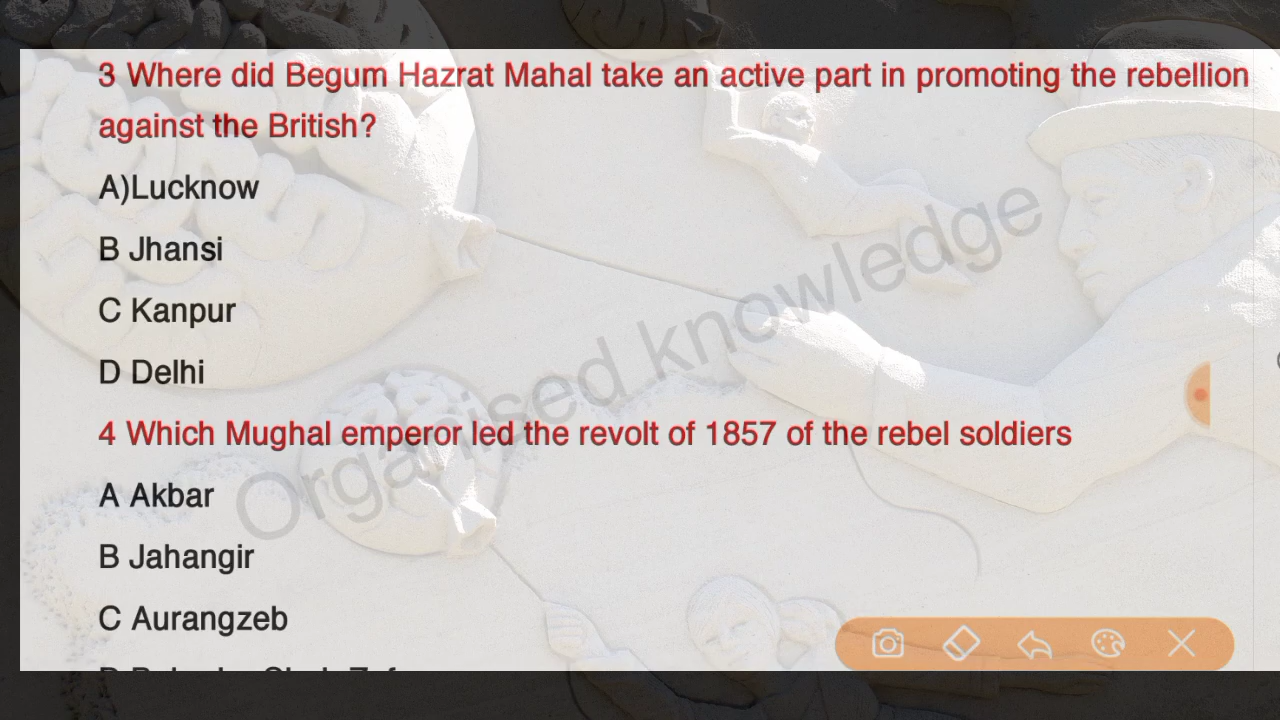 3 Where did Begum Hazrat Mahal take an active part in promoting the rebellion
against the British?
A)Lucknow
B Jhansi
C Kanpur
D Delhi
4 Which Mughal emperor led the revolt of 1857 of the rebel soldiers
A Akbar
B Jahangir
C Aurangzeb
Organised knowledge